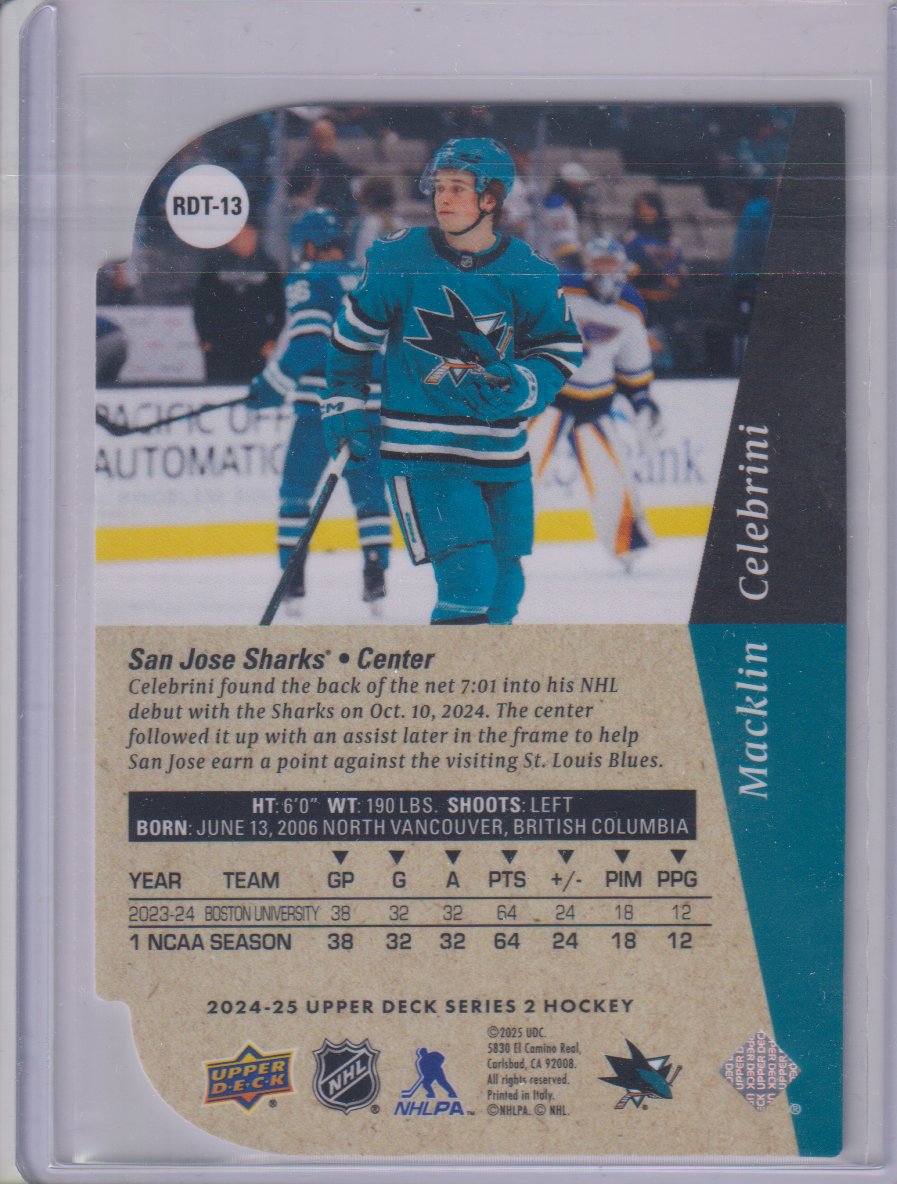 RDT-13
PACIFIC OFF
AUTOMATIC
CCM
Bank
Macklin Celebrini
San Jose Sharks® • Center
Celebrini found the back of the net 7:01 into his NHL
debut with the Sharks on Oct. 10, 2024. The center
followed it up with an assist later in the frame to help
San Jose earn a point against the visiting St. Louis Blues.
HT: 6'0" WT: 190 LBS. SHOOTS: LEFT
BORN: JUNE 13, 2006 NORTH VANCOUVER, BRITISH COLUMBIA
YEAR TEAM GP G A PTS +/- PIM PPG
2023-24 BOSTON UNIVERSITY 38 32 32 64 24 18 12
1 NCAA SEASON 38 32 32 64 24 18 12
2024-25 UPPER DECK SERIES 2 HOCKEY
UPPER
D·E·C·K
®
NHL
®
NHLPA
©2025 UDC.
5830 El Camino Real,
Carlsbad, CA 92008.
All rights reserved.
Printed in Italy.
©NHLPA. © NHL.
®
UPPER DECK
®